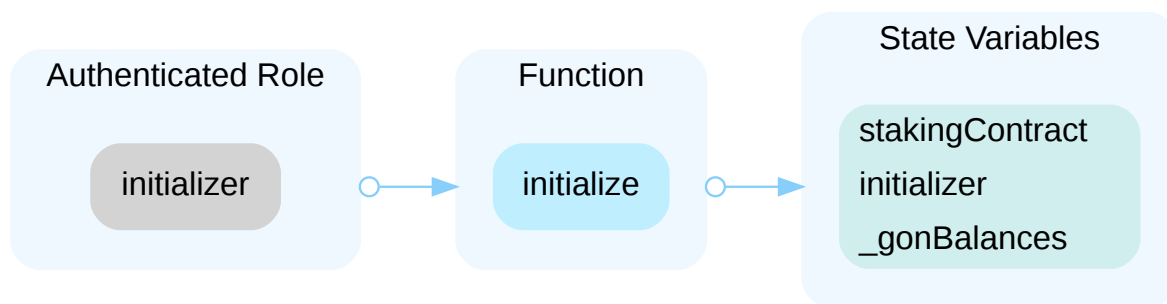 Authenticated Role
initializer
Function
initialize
State Variables
stakingContract
initializer
_gonBalances